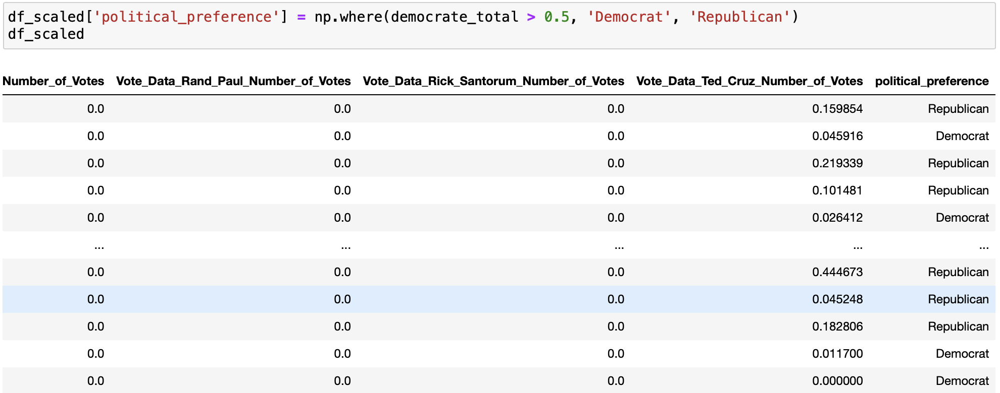 df_scaled['political_preference'] = np.where(democrate_total > 0.5, 'Democrat', 'Republican')
df_scaled
Number_of_Votes Vote_Data_Rand_Paul_Number_of_Votes Vote_Data_Rick_Santorum_Number_of_Votes Vote_Data_Ted_Cruz_Number_of_Votes political_preference
0.0 0.0 0.0 0.159854 Republican
0.0 0.0 0.0 0.045916 Democrat
0.0 0.0 0.0 0.219339 Republican
0.0 0.0 0.0 0.101481 Republican
0.0 0.0 0.0 0.026412 Democrat
... ... ... ... ...
0.0 0.0 0.0 0.444673 Republican
0.0 0.0 0.0 0.045248 Republican
0.0 0.0 0.0 0.182806 Republican
0.0 0.0 0.0 0.011700 Democrat
0.0 0.0 0.0 0.000000 Democrat